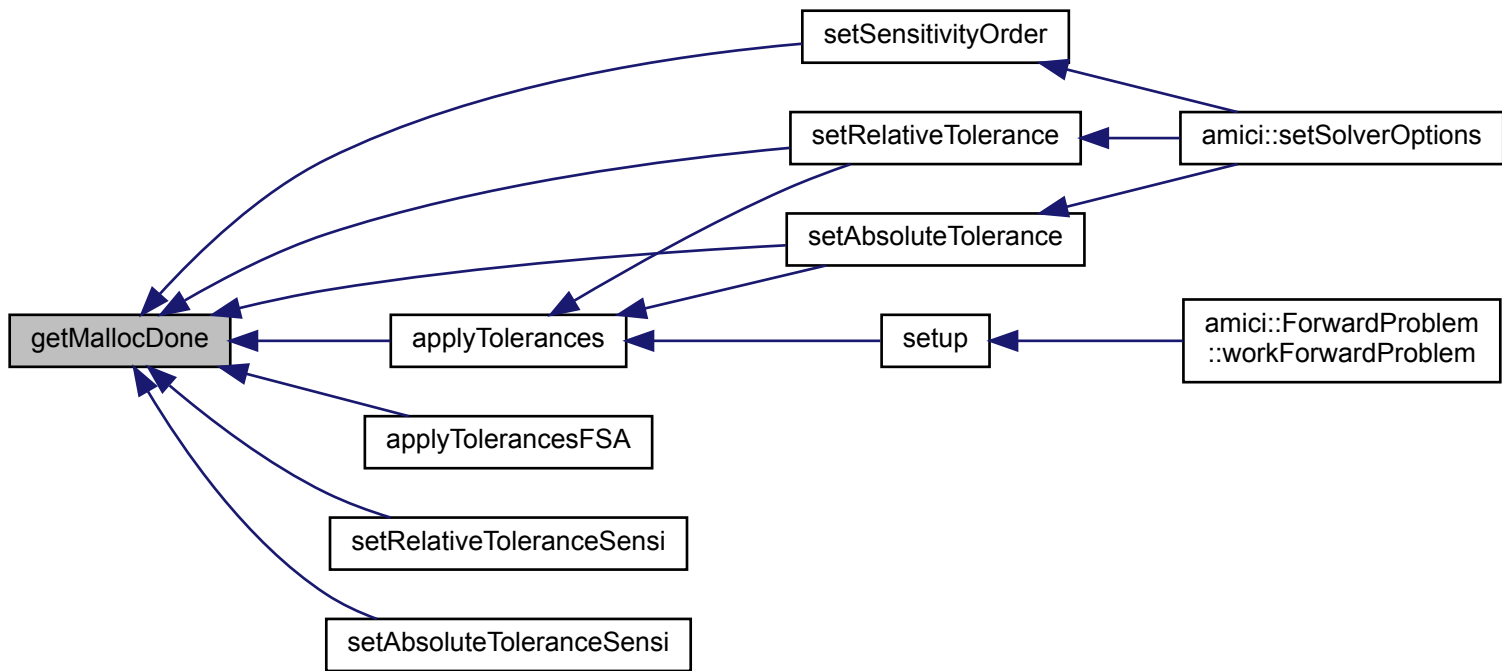 setSensitivityOrder
setRelativeTolerance
amici::setSolverOptions
setAbsoluteTolerance
getMallocDone
applyTolerances
setup
amici::ForwardProblem
::workForwardProblem
applyTolerancesFSA
setRelativeToleranceSensi
setAbsoluteToleranceSensi